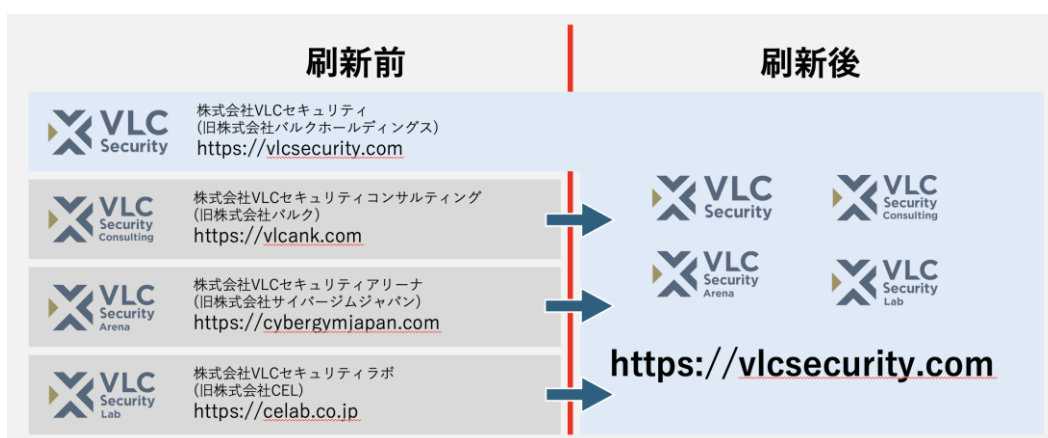 刷新前
刷新後
VLC
Security
株式会社VLCセキュリティ
(旧株式会社バルクホールディングス)
https://vlcsecurity.com
VLC
Security
Consulting
株式会社VLCセキュリティコンサルティング
(旧株式会社バルク)
https://vlcank.com
VLC
Security
Arena
株式会社VLCセキュリティアリーナ
(旧株式会社サイバージムジャパン)
https://cybergymjapan.com
VLC
Security
Lab
株式会社VLCセキュリティラボ
(旧株式会社CEL)
https://celab.co.jp
VLC
Security
VLC
Security
Consulting
VLC
Security
Arena
VLC
Security
Lab
https://vlcsecurity.com